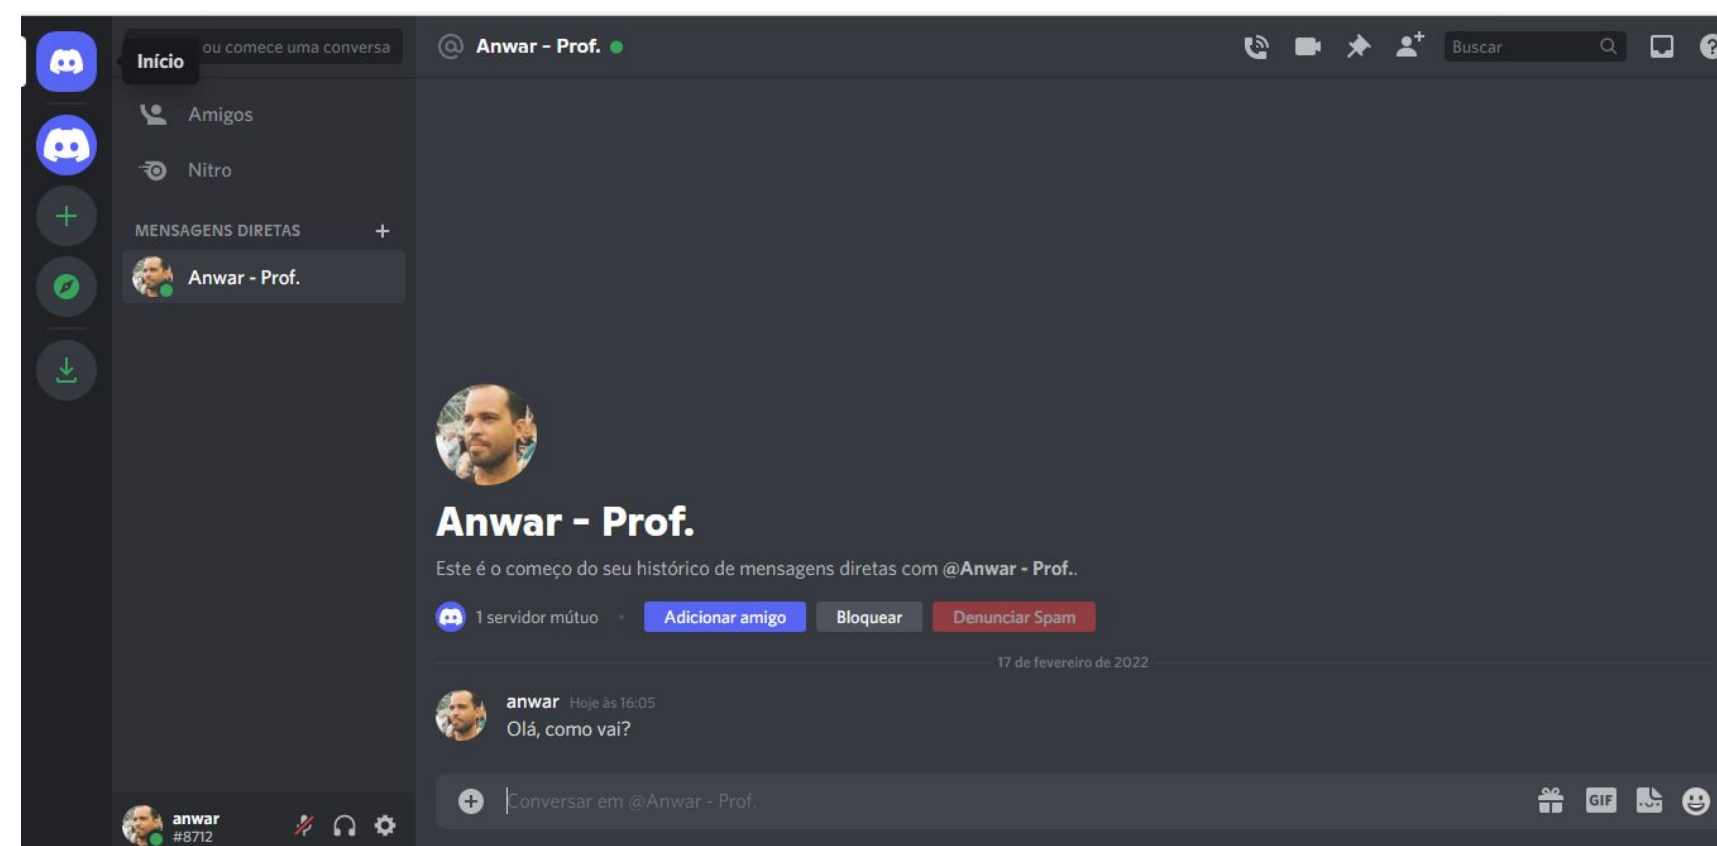 Início
ou comece uma conversa
Amigos
Nitro
MENSAGENS DIRETAS
Anwar - Prof.
anwar
#8712
Anwar - Prof.
Buscar
Anwar - Prof.
Este é o começo do seu histórico de mensagens diretas com @Anwar - Prof..
1 servidor mútuo
Adicionar amigo
Bloquear
Denunciar Spam
17 de fevereiro de 2022
anwar Hoje às 16:05
Olá, como vai?
Conversar em @Anwar - Prof.
GIF